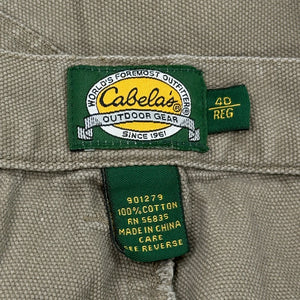 WORLD'S FOREMOST OUTFITTER
Cabela's
OUTDOOR GEAR
SINCE 1961
40
REG
901279
100% COTTON
RN 56835
MADE IN CHINA
CARE
SEE REVERSE